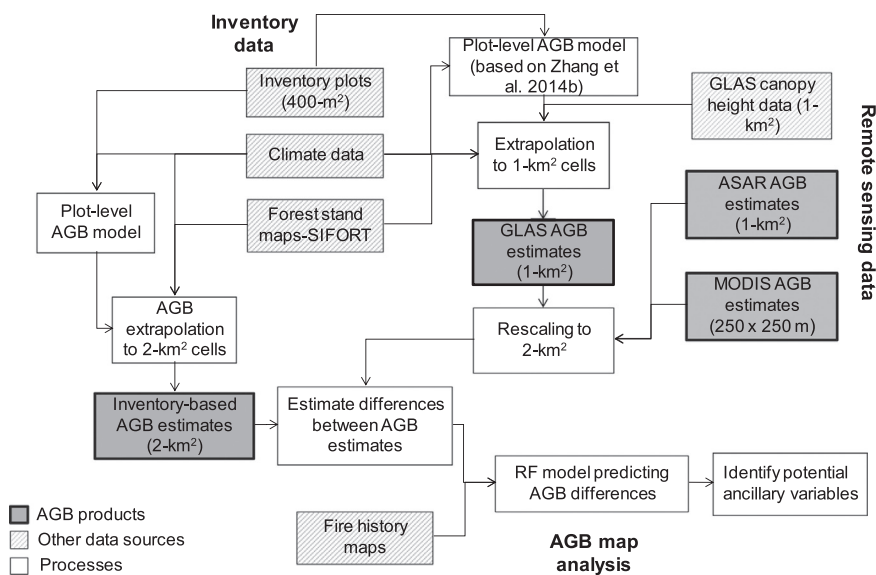 Inventory
data
Plot-level AGB model
(based on Zhang et
al. 2014b)
Inventory plots
(400-m²)
GLAS canopy
height data (1-
km²)
Remote sensing data
Climate data
Extrapolation
to 1-km² cells
ASAR AGB
estimates
(1-km²)
Plot-level
AGB model
Forest stand
maps-SIFORT
GLAS AGB
estimates
(1-km²)
MODIS AGB
estimates
(250 x 250 m)
AGB
extrapolation
to 2-km² cells
Rescaling to
2-km²
Inventory-based
AGB estimates
(2-km²)
Estimate differences
between AGB
estimates
RF model predicting
AGB differences
Identify potential
ancillary variables
AGB products
Other data sources
Processes
Fire history
maps
AGB map
analysis